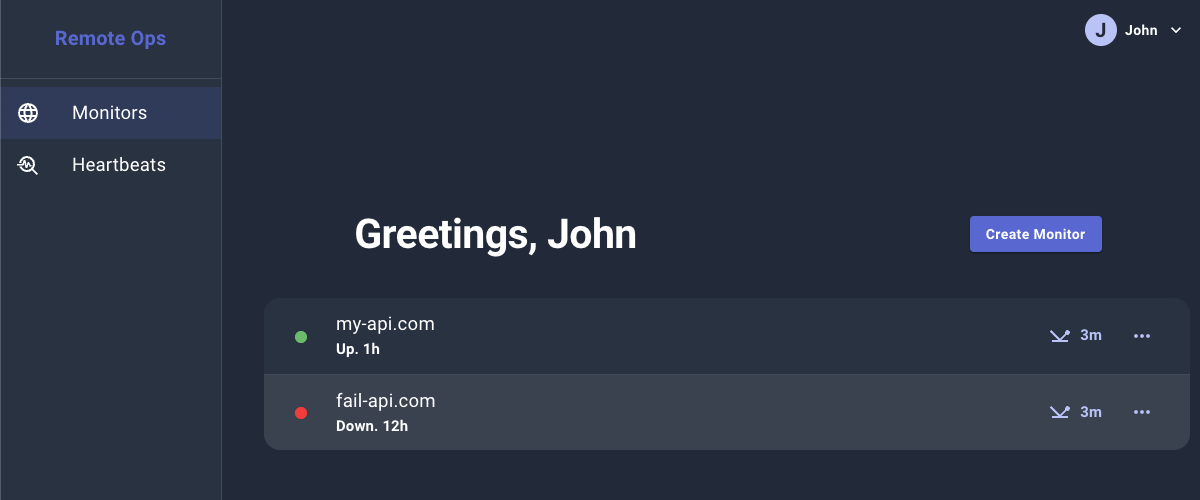 Remote Ops
J John
Monitors
Heartbeats
Greetings, John
Create Monitor
my-api.com
Up. 1h
3m
fail-api.com
Down. 12h
3m